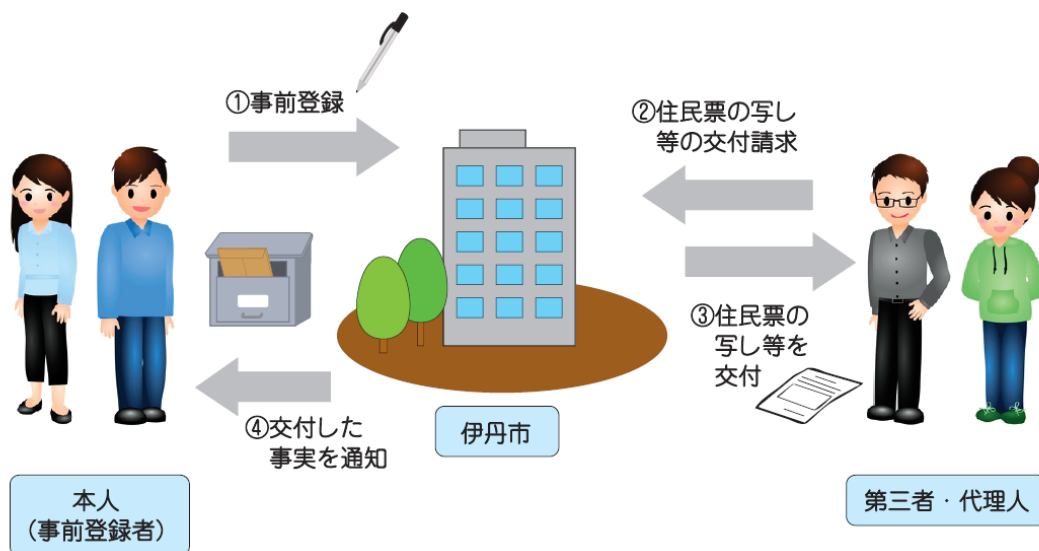 ①事前登録
②住民票の写し
等の交付請求
③住民票の
写し等を
交付
④交付した
事実を通知
伊丹市
本人
（事前登録者）
第三者・代理人